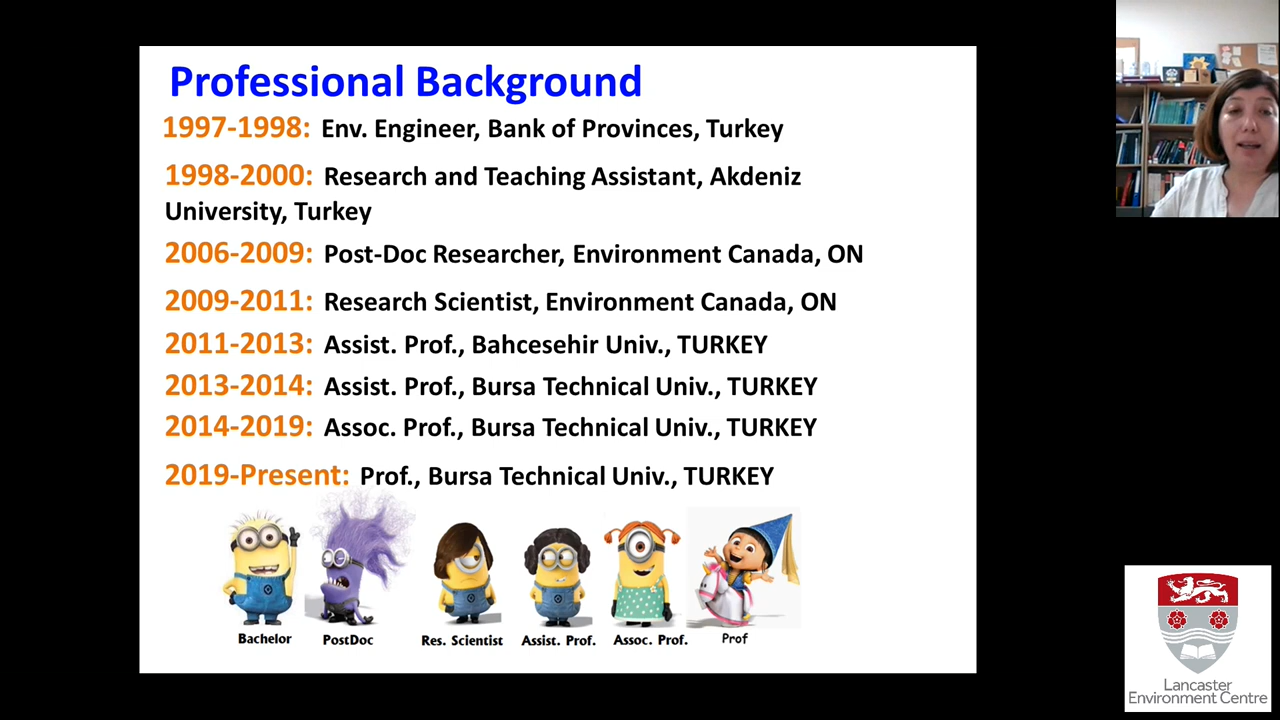 Professional Background
1997-1998: Env. Engineer, Bank of Provinces, Turkey
1998-2000: Research and Teaching Assistant, Akdeniz
University, Turkey
2006-2009: Post-Doc Researcher, Environment Canada, ON
2009-2011: Research Scientist, Environment Canada, ON
2011-2013: Assist. Prof., Bahcesehir Univ., TURKEY
2013-2014: Assist. Prof., Bursa Technical Univ., TURKEY
2014-2019: Assoc. Prof., Bursa Technical Univ., TURKEY
2019-Present: Prof., Bursa Technical Univ., TURKEY
Bachelor PostDoc Res. Scientist Assist. Prof. Assoc. Prof. Prof
Lancaster
Environment Centre